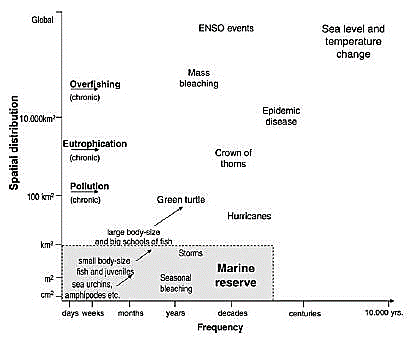 Global
ENSO events
Sea level and
temperature
change
Mass
bleaching
Overfishing
(chronic)
10.000km²
Epidemic
disease
Eutrophication
(chronic)
Crown of
thorns
Pollution
(chronic)
100 km²
Green turtle
Hurricanes
large body-size
and big schools of fish
km²
Storms
small body-size
fish and juveniles
Marine
reserve
m²
Seasonal
bleaching
sea urchins,
amphipodes etc.
cm²
Spatial distribution
days weeks months years decades centuries 10.000 yrs.
Frequency